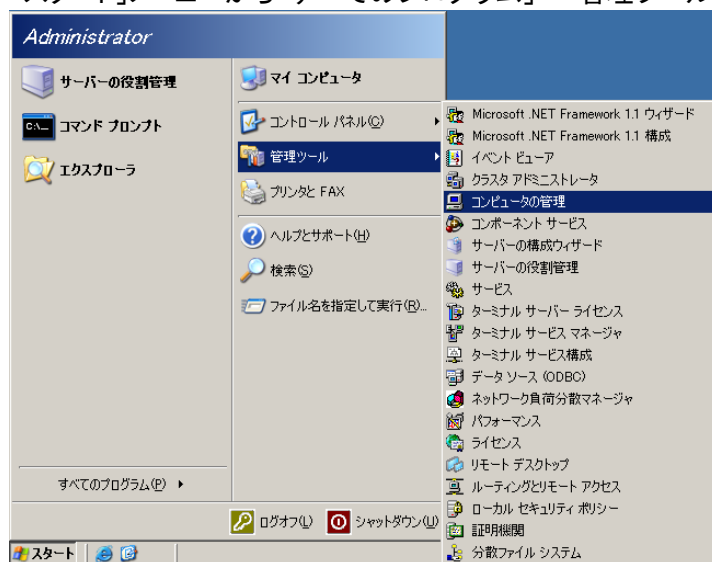 Administrator
サーバーの役割管理
コマンド プロンプト
エクスプローラ
すべてのプログラム(P)
マイ コンピュータ
コントロール パネル(C)
管理ツール
プリンタと FAX
ヘルプとサポート(H)
検索(S)
ファイル名を指定して実行(R)...
ログオフ(L)
シャットダウン(U)
スタート
Microsoft .NET Framework 1.1 ウィザード
Microsoft .NET Framework 1.1 構成
イベント ビューア
クラスタ アドミニストレータ
コンピュータの管理
コンポーネント サービス
サーバーの構成ウィザード
サーバーの役割管理
サービス
ターミナル サーバー ライセンス
ターミナル サービス マネージャ
ターミナル サービス構成
データ ソース (ODBC)
ネットワーク負荷分散マネージャ
パフォーマンス
ライセンス
リモート デスクトップ
ルーティングとリモート アクセス
ローカル セキュリティ ポリシー
証明機関
分散ファイル システム